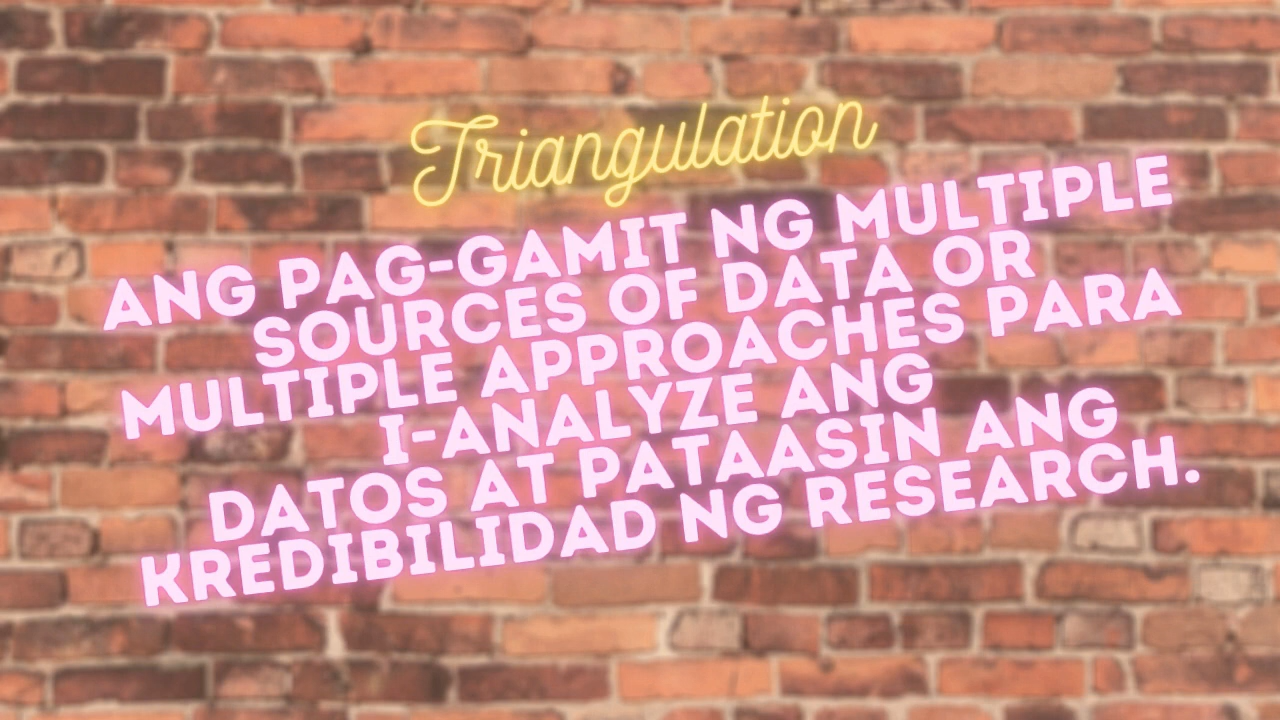 Triangulation
ANG PAG-GAMIT NG MULTIPLE
SOURCES OF DATA OR
MULTIPLE APPROACHES PARA
I-ANALYZE ANG
DATOS AT PATAASIN ANG
KREDIBILIDAD NG RESEARCH.